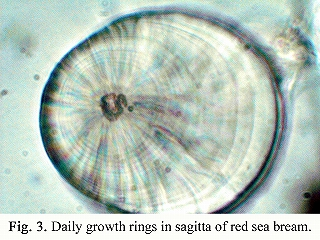 Fig. 3. Daily growth rings in sagitta of red sea bream.